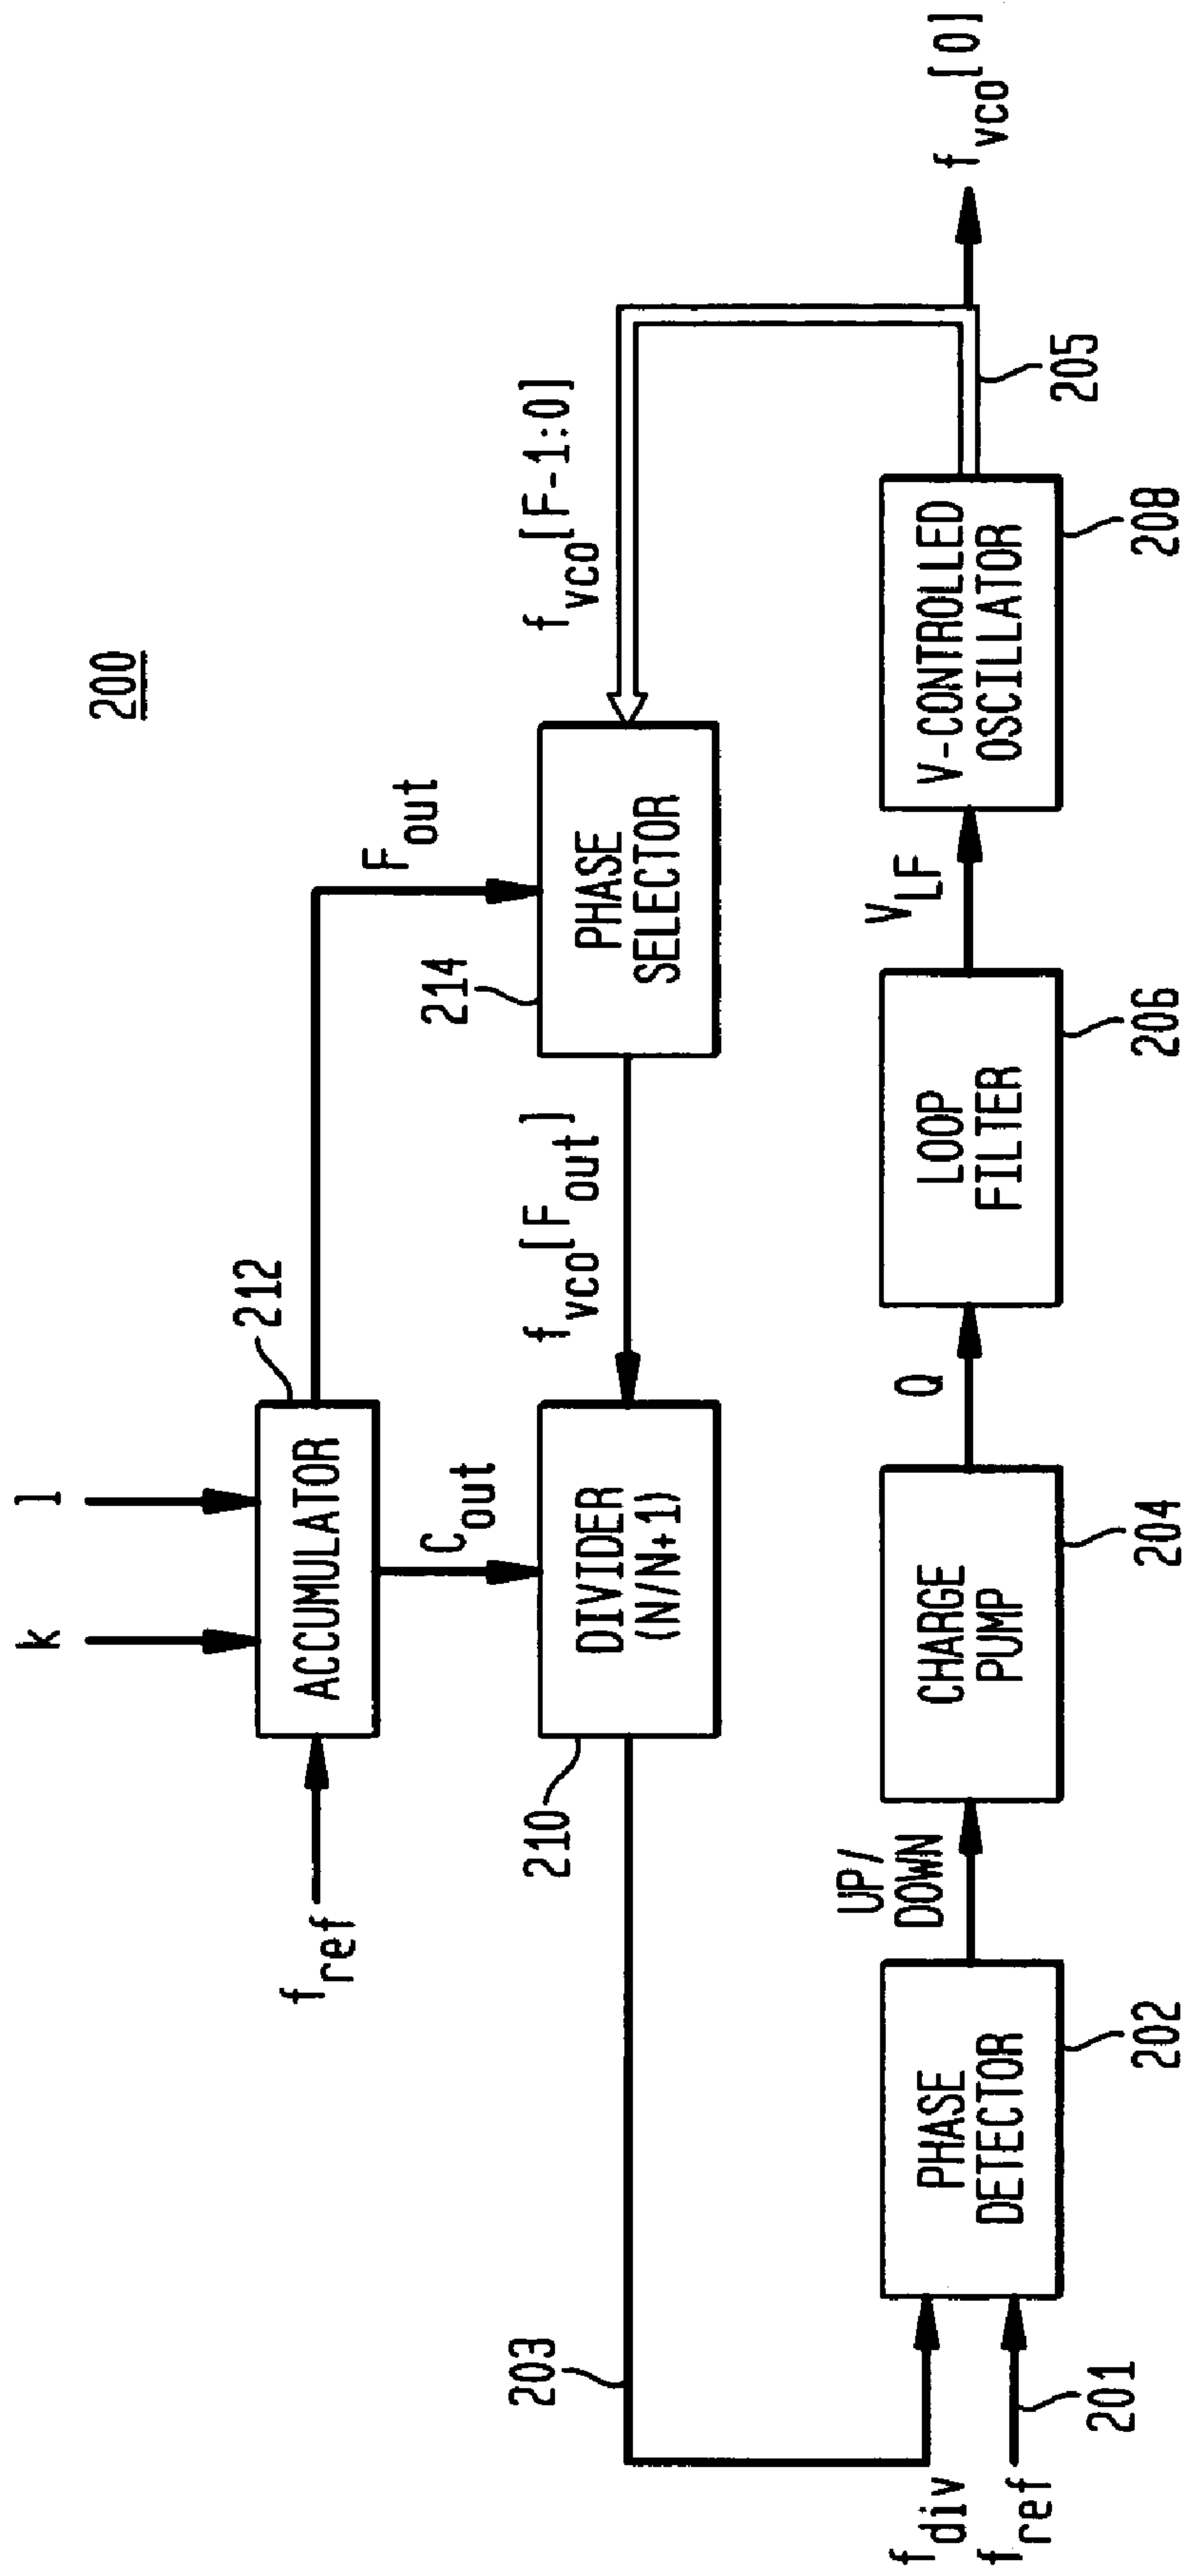 200
k
l
f_ref
ACCUMULATOR
212
C_out
F_out
210
DIVIDER
(N/N+1)
f_vco[F_out]
214
PHASE
SELECTOR
f_vco[F-1:0]
203
f_div
f_ref
201
PHASE
DETECTOR
202
UP/
DOWN
CHARGE
PUMP
204
Q
LOOP
FILTER
206
V_LF
V-CONTROLLED
OSCILLATOR
208
205
f_vco[0]